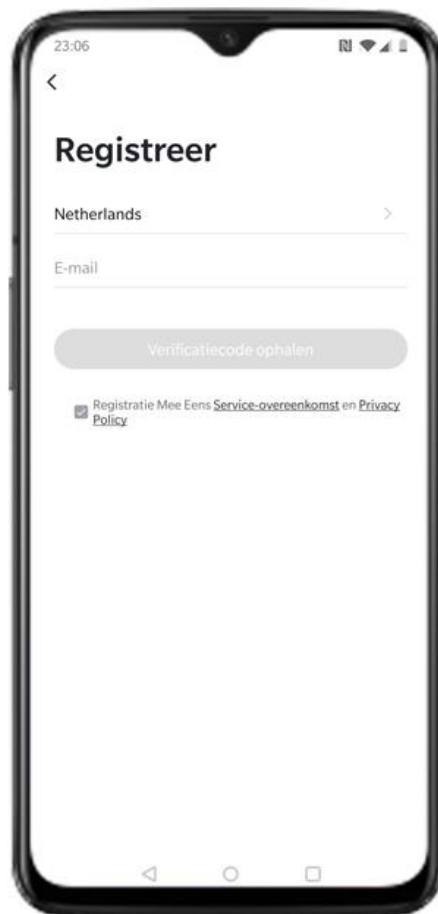 23:06
Registreer
Netherlands
E-mail
Verificatiecode ophalen
Registratie Mee Eens Service-overeenkomst en Privacy
Policy